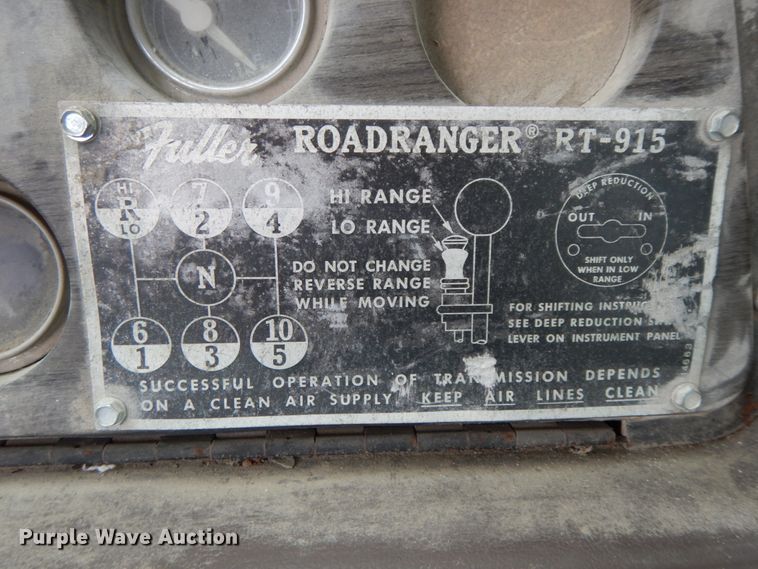 Fuller ROADRANGER® RT-915
HI R LO
7 2
9 4
N
6 1
8 3
10 5
HI RANGE
LO RANGE
DO NOT CHANGE
REVERSE RANGE
WHILE MOVING
DEEP REDUCTION
OUT IN
SHIFT ONLY
WHEN IN LOW
RANGE
FOR SHIFTING
SEE DEEP REDUCTION
LEVER ON INSTRUMENT PANEL
SUCCESSFUL OPERATION OF TRANSMISSION DEPENDS
ON A CLEAN AIR SUPPLY. KEEP AIR LINES CLEAN
Purple Wave Auction